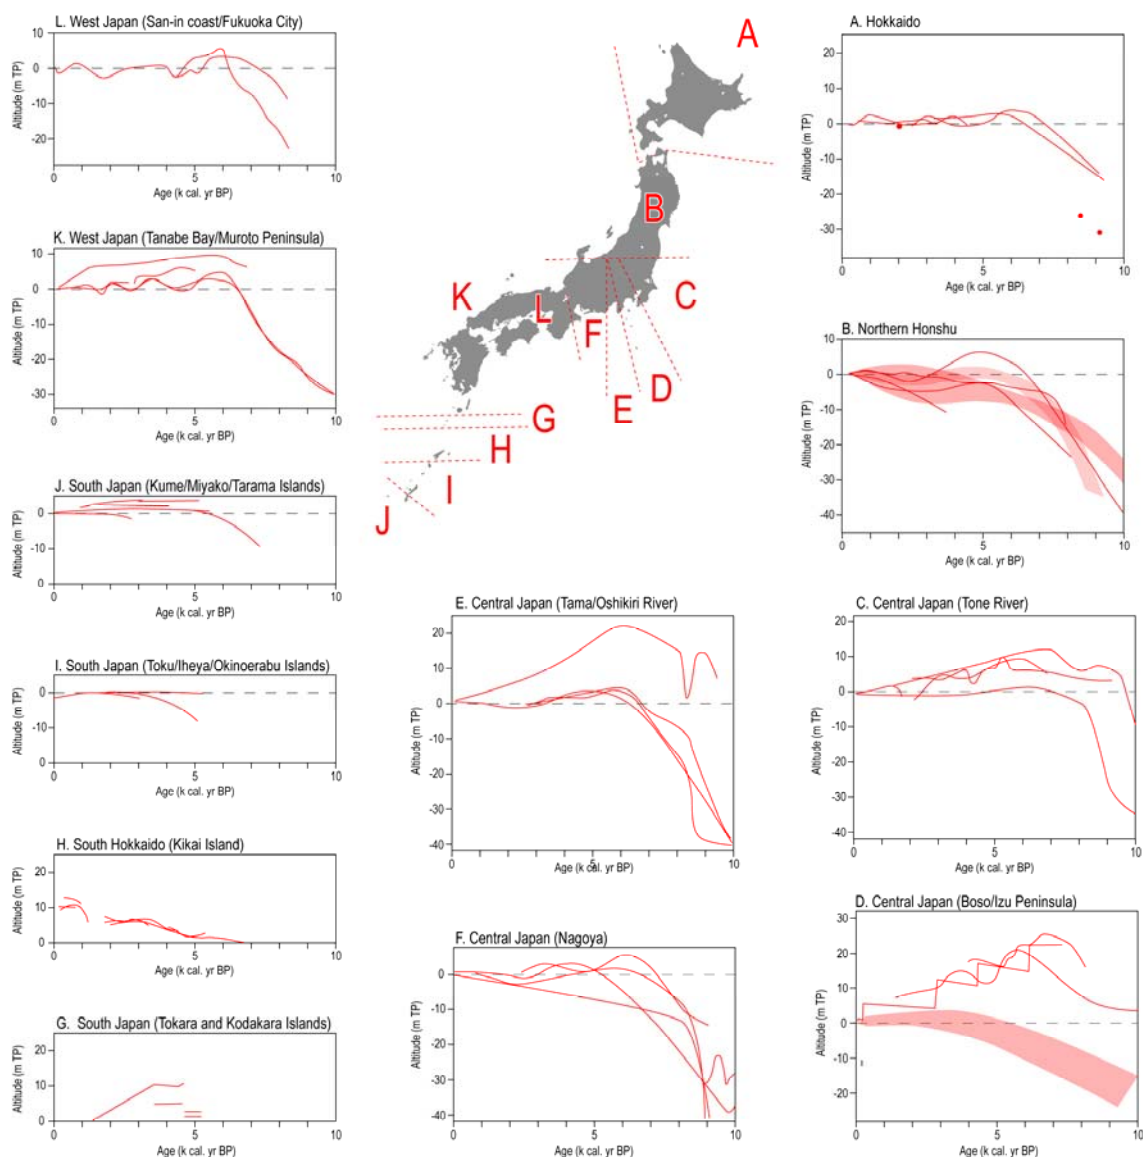 L. West Japan (San-in coast/Fukuoka City)
10
0
-10
-20
Altitude (m TP)
0 5 10
Age (k cal. yr BP)
K. West Japan (Tanabe Bay/Muroto Peninsula)
10
0
-10
-20
-30
Altitude (m TP)
0 5 10
Age (k cal. yr BP)
J. South Japan (Kume/Miyako/Tarama Islands)
0
-10
0
Altitude (m TP)
0 5 10
Age (k cal. yr BP)
I. South Japan (Toku/Iheya/Okinoerabu Islands)
0
-10
0
Altitude (m TP)
0 5 10
Age (k cal. yr BP)
H. South Hokkaido (Kikai Island)
20
10
0
Altitude (m TP)
0 5 10
Age (k cal. yr BP)
G. South Japan (Tokara and Kodakara Islands)
20
10
0
Altitude (m TP)
0 5 10
Age (k cal. yr BP)
A
B
C
D
E
F
G
H
I
J
K
L
E. Central Japan (Tama/Oshikiri River)
20
10
0
-10
-20
-30
-40
Altitude (m TP)
0 5 10
Age (k cal. yr BP)
F. Central Japan (Nagoya)
0
-10
-20
-30
-40
Altitude (m TP)
0 5 10
Age (k cal. yr BP)
A. Hokkaido
20
10
0
-10
-20
-30
Altitude (m TP)
0 5 10
Age (k cal. yr BP)
B. Northern Honshu
10
0
-10
-20
-30
-40
Altitude (m TP)
0 5 10
Age (k cal. yr BP)
C. Central Japan (Tone River)
20
10
0
-10
-20
-30
-40
Altitude (m TP)
0 5 10
Age (k cal. yr BP)
D. Central Japan (Boso/Izu Peninsula)
30
20
10
0
-10
-20
Altitude (m TP)
0 5 10
Age (k cal. yr BP)